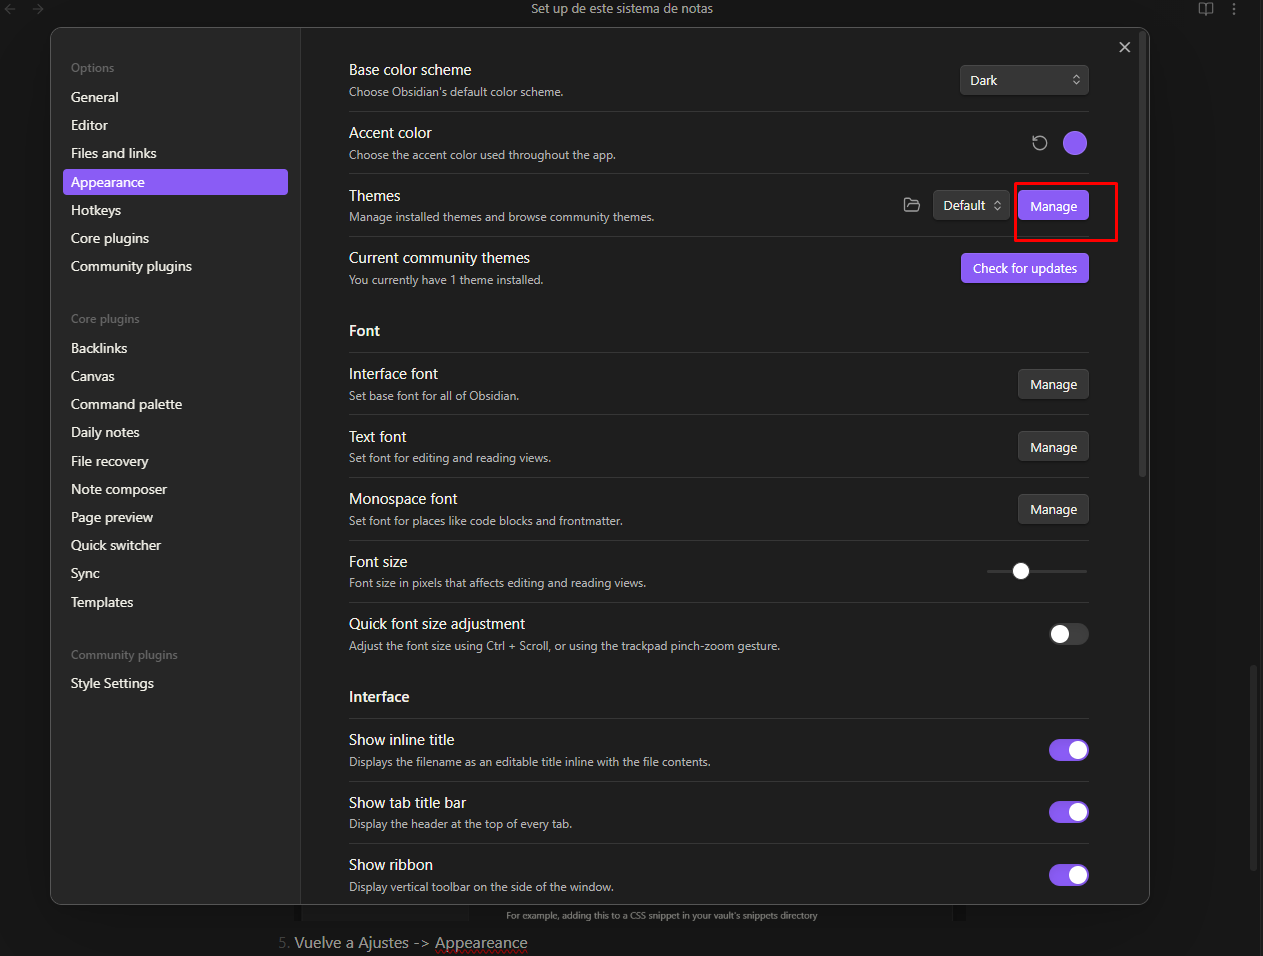 Set up de este sistema de notas
Options
General
Editor
Files and links
Appearance
Hotkeys
Core plugins
Community plugins
Core plugins
Backlinks
Canvas
Command palette
Daily notes
File recovery
Note composer
Page preview
Quick switcher
Sync
Templates
Community plugins
Style Settings
Base color scheme
Choose Obsidian's default color scheme.
Dark
Accent color
Choose the accent color used throughout the app.
Themes
Manage installed themes and browse community themes.
Default
Manage
Current community themes
You currently have 1 theme installed.
Check for updates
Font
Interface font
Set base font for all of Obsidian.
Manage
Text font
Set font for editing and reading views.
Manage
Monospace font
Set font for places like code blocks and frontmatter.
Manage
Font size
Font size in pixels that affects editing and reading views.
Quick font size adjustment
Adjust the font size using Ctrl + Scroll, or using the trackpad pinch-zoom gesture.
Interface
Show inline title
Displays the filename as an editable title inline with the file contents.
Show tab title bar
Display the header at the top of every tab.
Show ribbon
Display vertical toolbar on the side of the window.
For example, adding this to a CSS snippet in your vault's snippets directory
5. Vuelve a Ajustes -> Appeareance